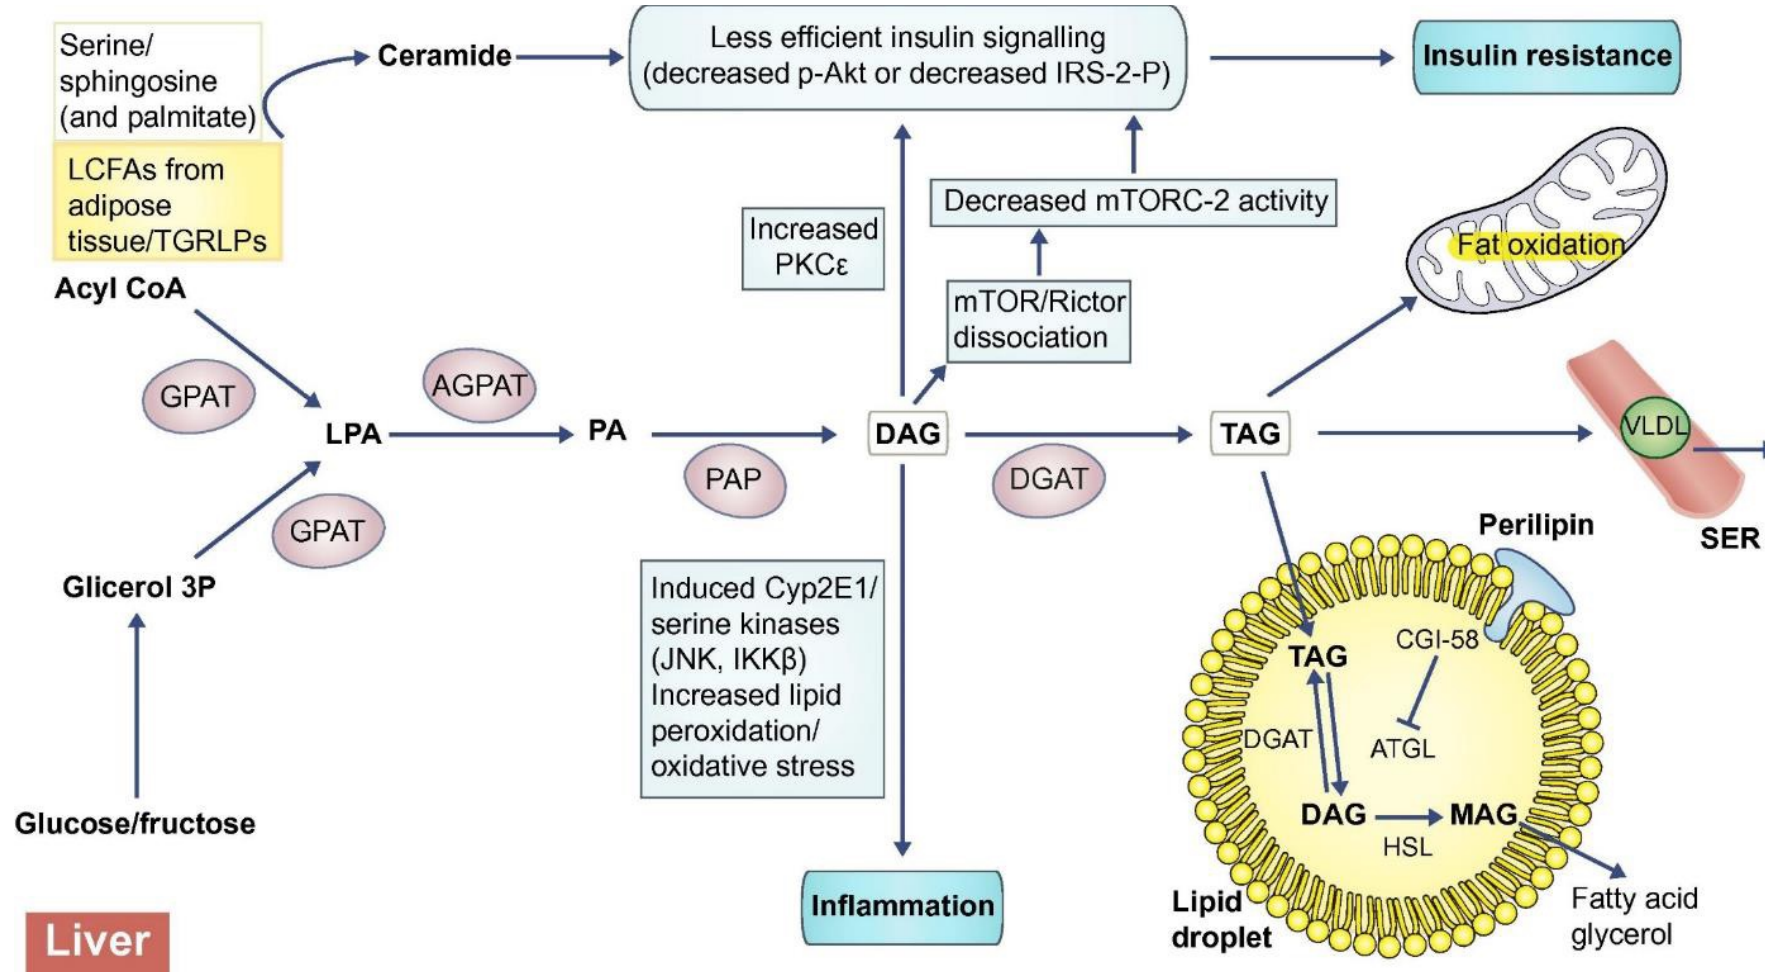 Serine/
sphingosine
(and palmitate)
LCFAs from
adipose
tissue/TGRLPs
Acyl CoA
Ceramide
Less efficient insulin signalling
(decreased p-Akt or decreased IRS-2-P)
Insulin resistance
Increased
PKCε
Decreased mTORC-2 activity
mTOR/Rictor
dissociation
Fat oxidation
GPAT
AGPAT
LPA
PA
DAG
TAG
VLDL
PAP
DGAT
GPAT
SER
Glicerol 3P
Glucose/fructose
Induced Cyp2E1/
serine kinases
(JNK, IKKβ)
Increased lipid
peroxidation/
oxidative stress
Inflammation
Perilipin
CGI-58
TAG
DGAT
ATGL
DAG
MAG
HSL
Lipid
droplet
Fatty acid
glycerol
Liver